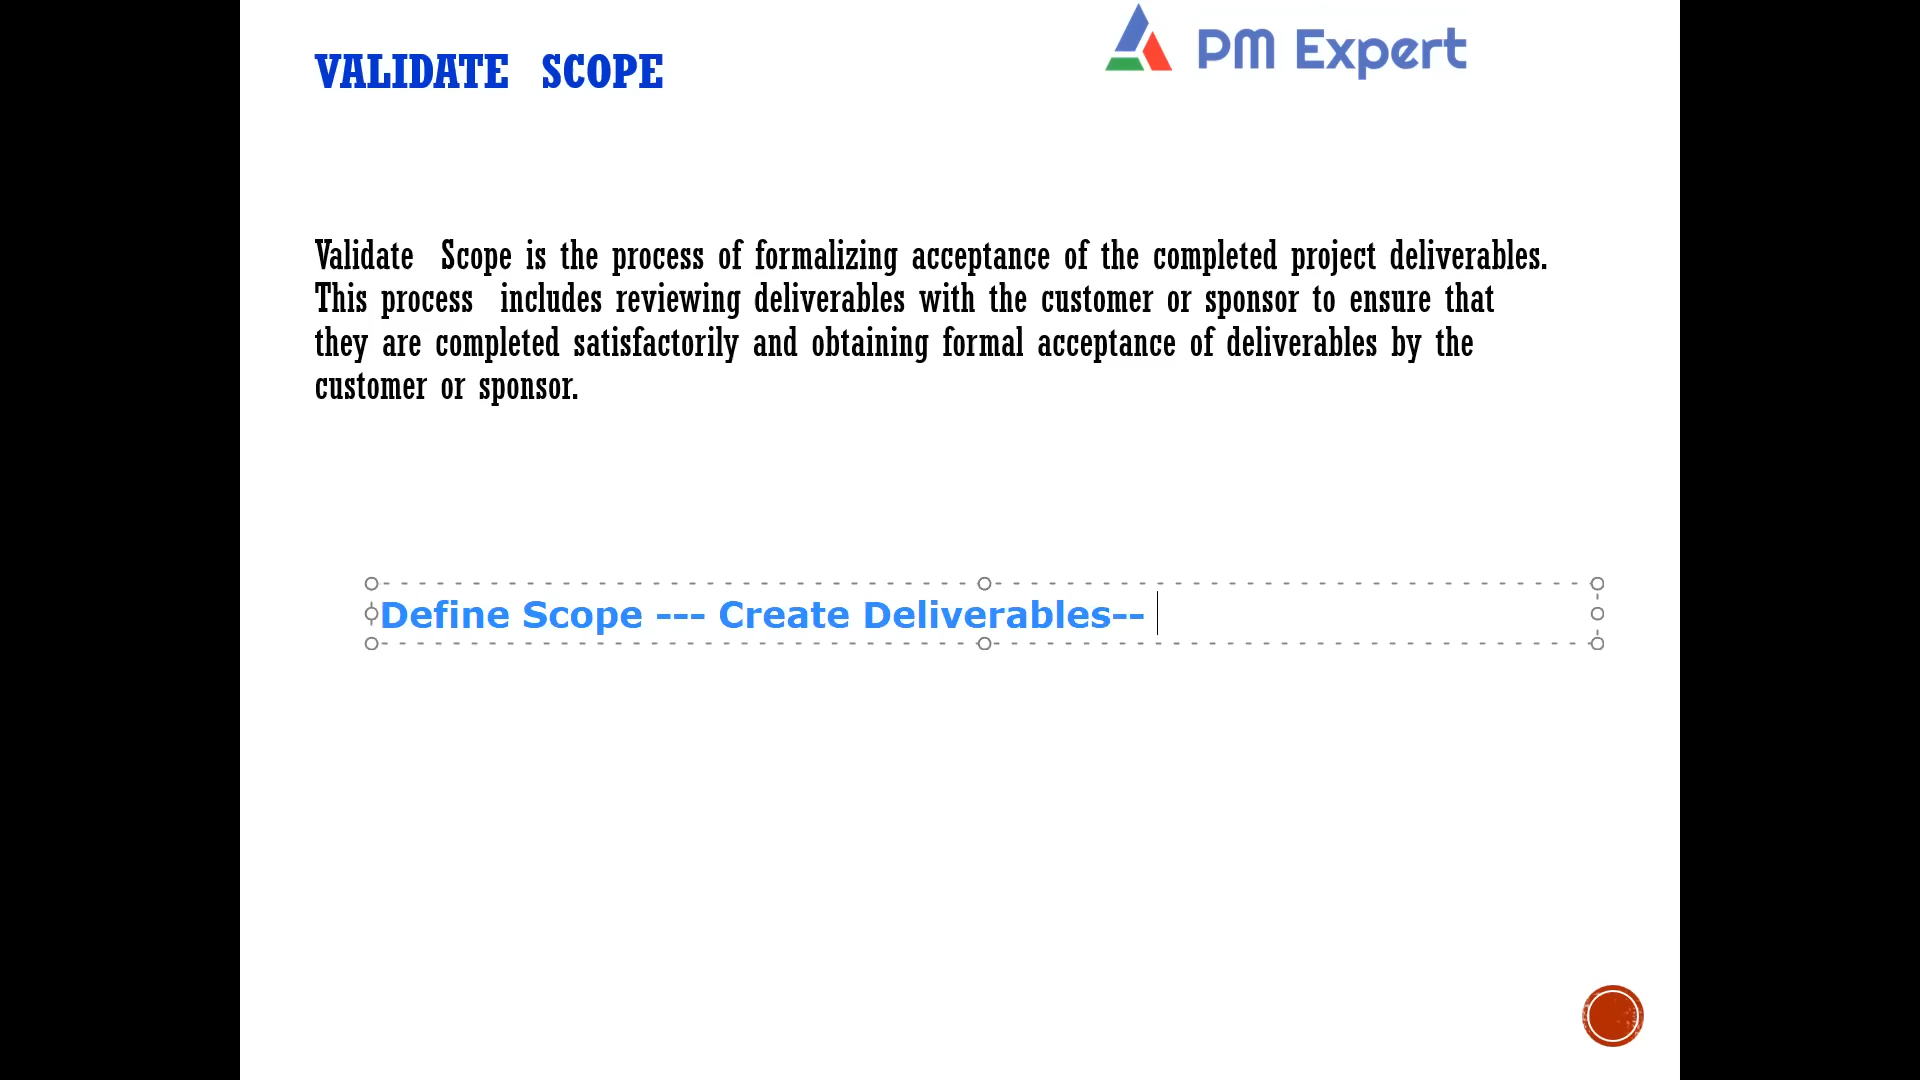 VALIDATE SCOPE
PM Expert
Validate Scope is the process of formalizing acceptance of the completed project deliverables.
This process includes reviewing deliverables with the customer or sponsor to ensure that
they are completed satisfactorily and obtaining formal acceptance of deliverables by the
customer or sponsor.
Define Scope --- Create Deliverables--